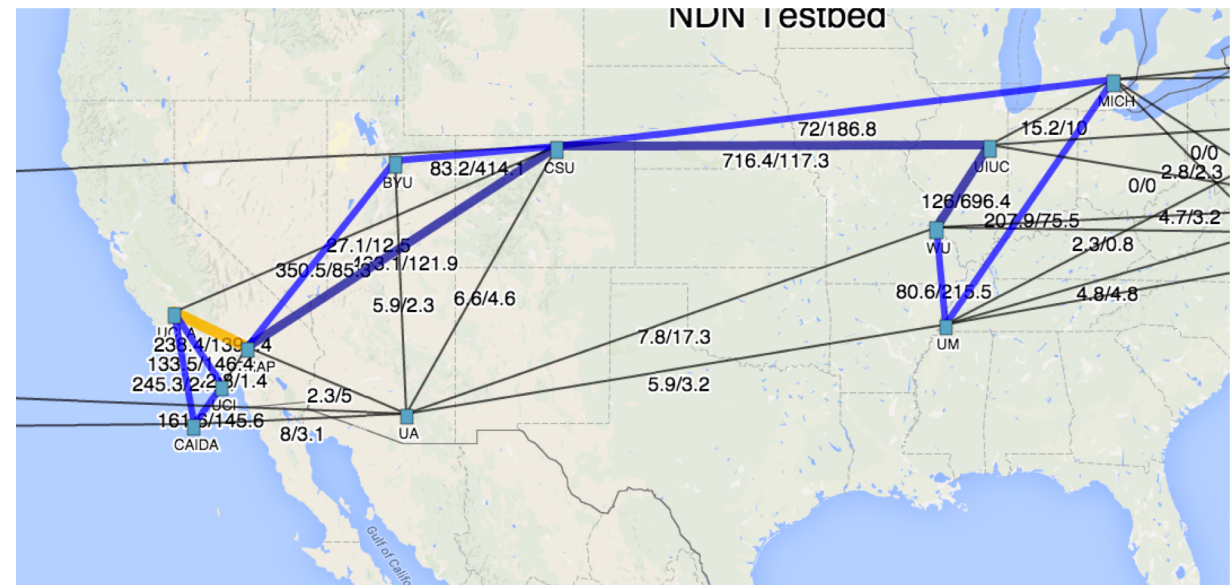 NDN Testbed
MICH
72/186.8
15.2/10
716.4/117.3
0/0
83.2/414.1
CSU
UIUC
2.8/2.3
BYU
0/0
126/696.4
4.7/3.2
207.9/75.5
27.1/12.5
WU
2.3/0.8
121.9
5.9/2.3
6.6/4.6
80.6/215.5
4.8/4.8
UCLA
7.8/17.3
UM
133.5/146.4
5.9/3.2
2.3/5
UCI
161.6/145.6
8/3.1
UA
CAIDA